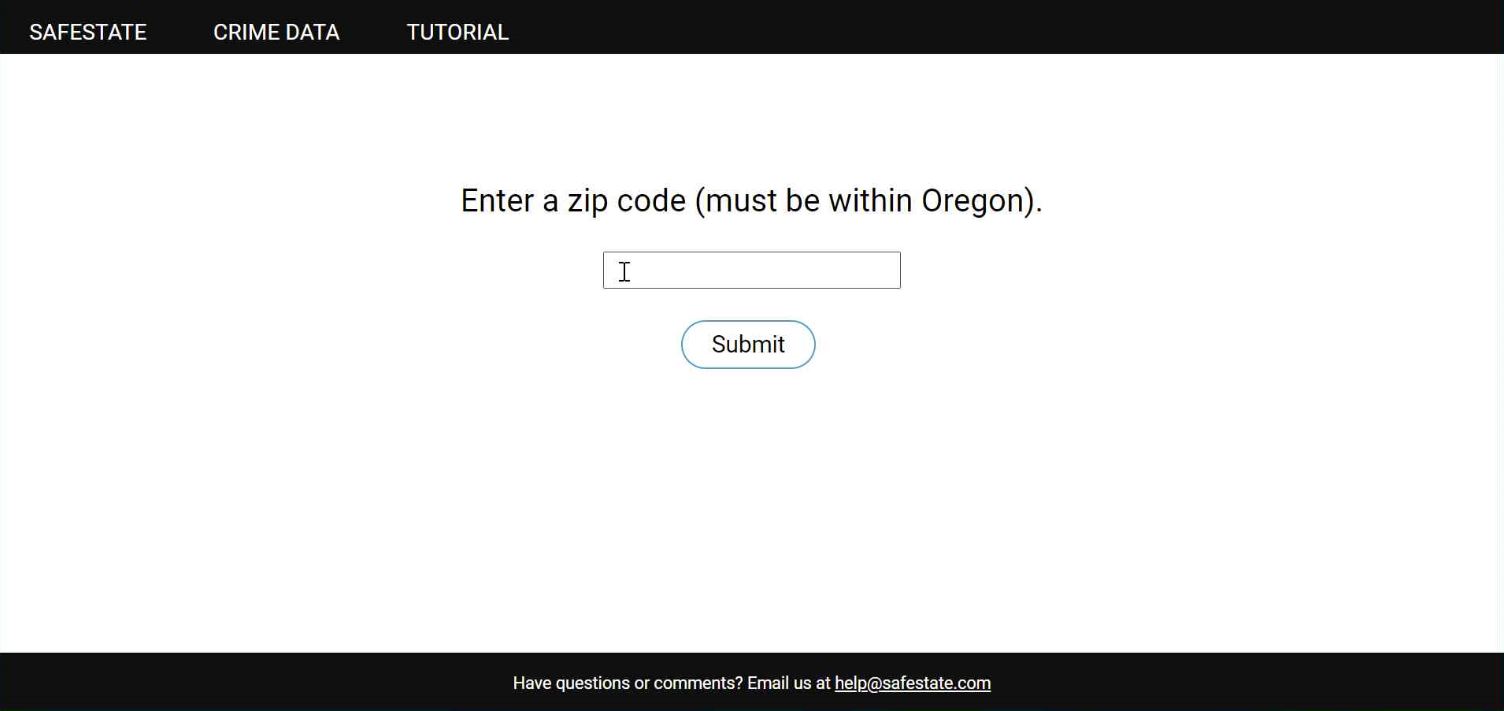 SAFESTATE CRIME DATA TUTORIAL
Enter a zip code (must be within Oregon).
Submit
Have questions or comments? Email us at help@safestate.com